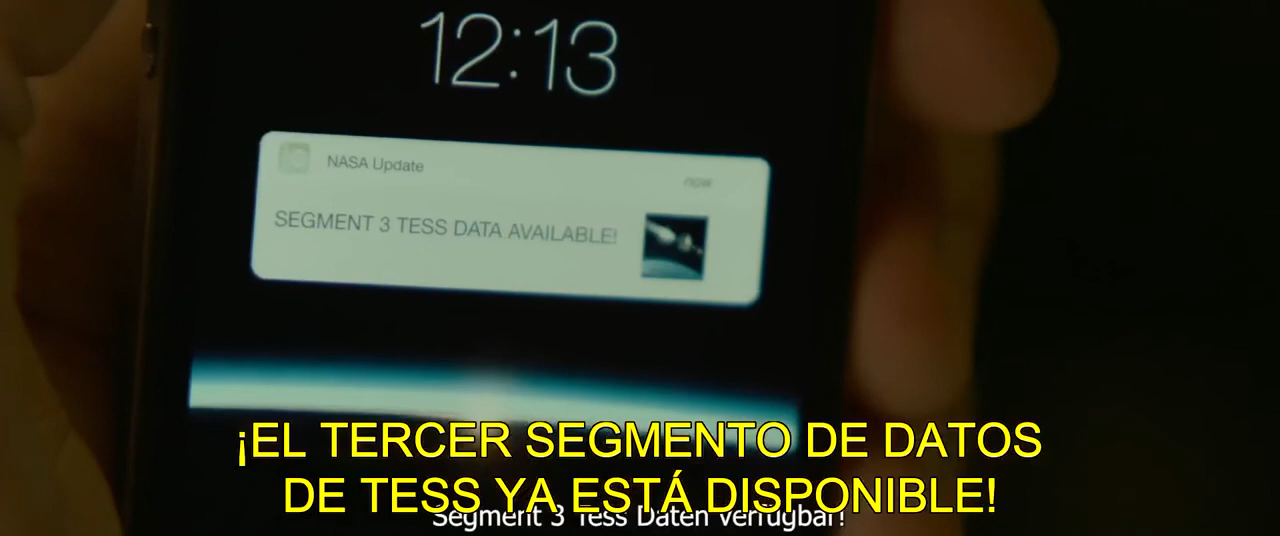 12:13
NASA Update
now
SEGMENT 3 TESS DATA AVAILABLE!
¡EL TERCER SEGMENTO DE DATOS
DE TESS YA ESTÁ DISPONIBLE!
Segment 3 Tess Daten verfügbar!